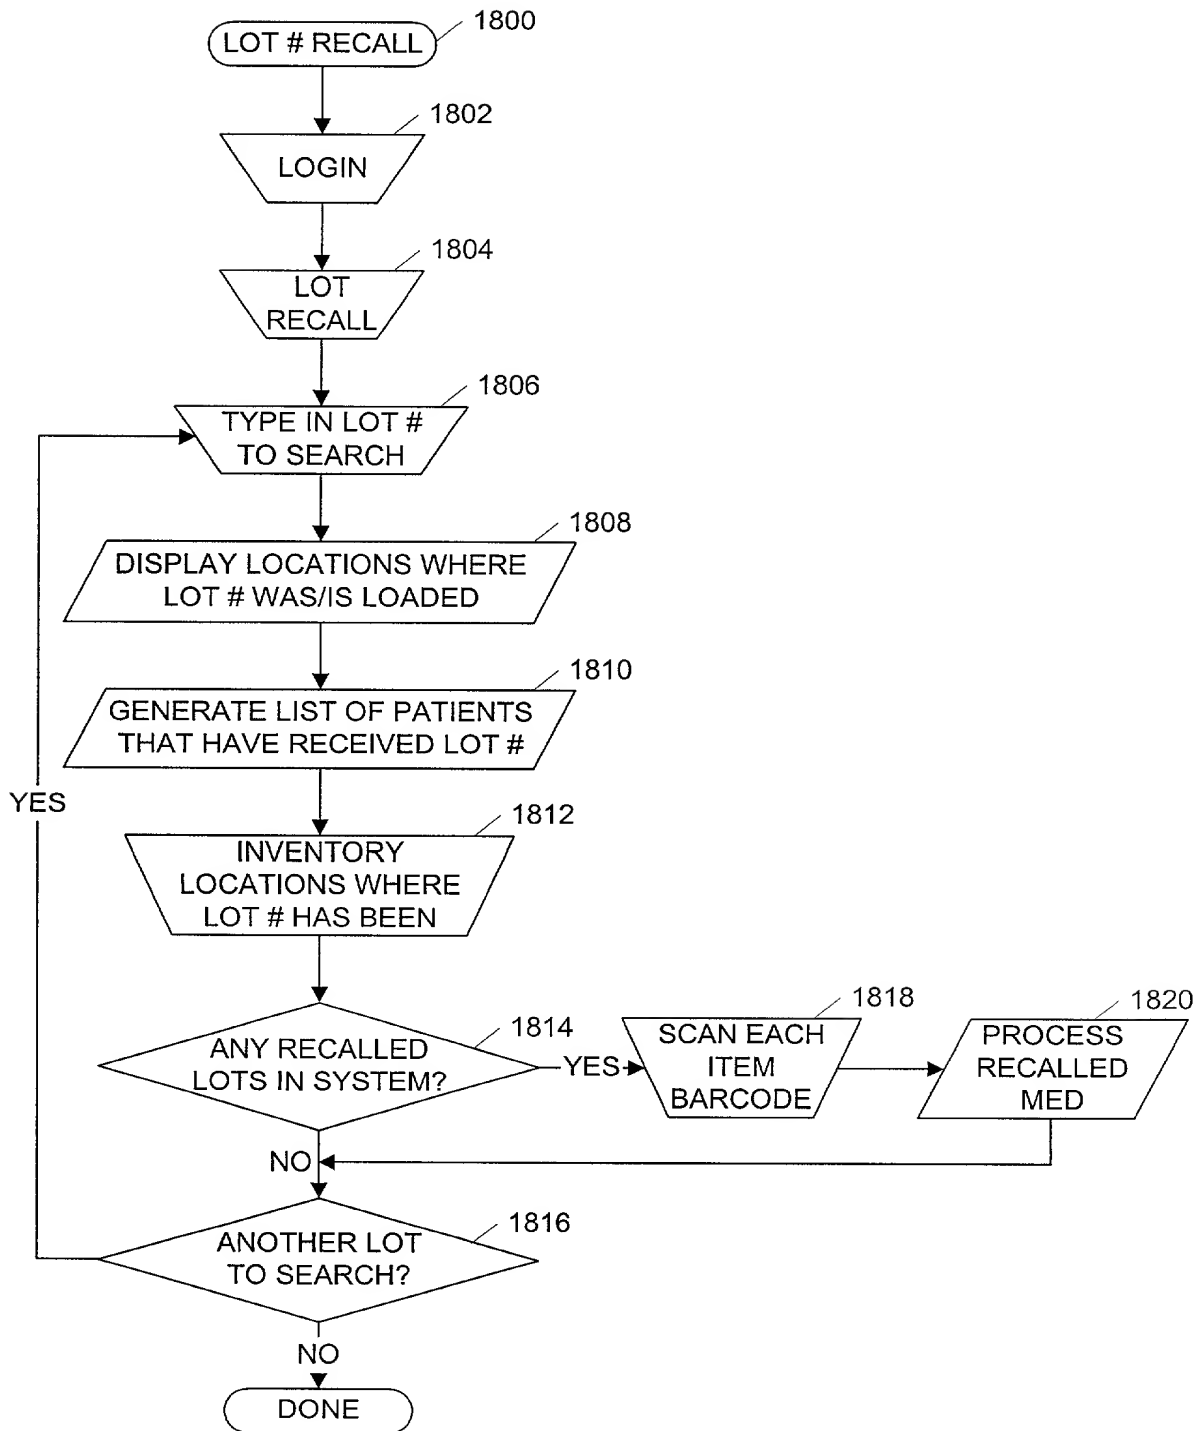 LOT # RECALL
1800
1802
LOGIN
1804
LOT
RECALL
1806
TYPE IN LOT #
TO SEARCH
1808
DISPLAY LOCATIONS WHERE
LOT # WAS/IS LOADED
1810
GENERATE LIST OF PATIENTS
THAT HAVE RECEIVED LOT #
YES
1812
INVENTORY
LOCATIONS WHERE
LOT # HAS BEEN
1814
ANY RECALLED
LOTS IN SYSTEM?
YES
1818
SCAN EACH
ITEM
BARCODE
1820
PROCESS
RECALLED
MED
NO
1816
ANOTHER LOT
TO SEARCH?
NO
DONE